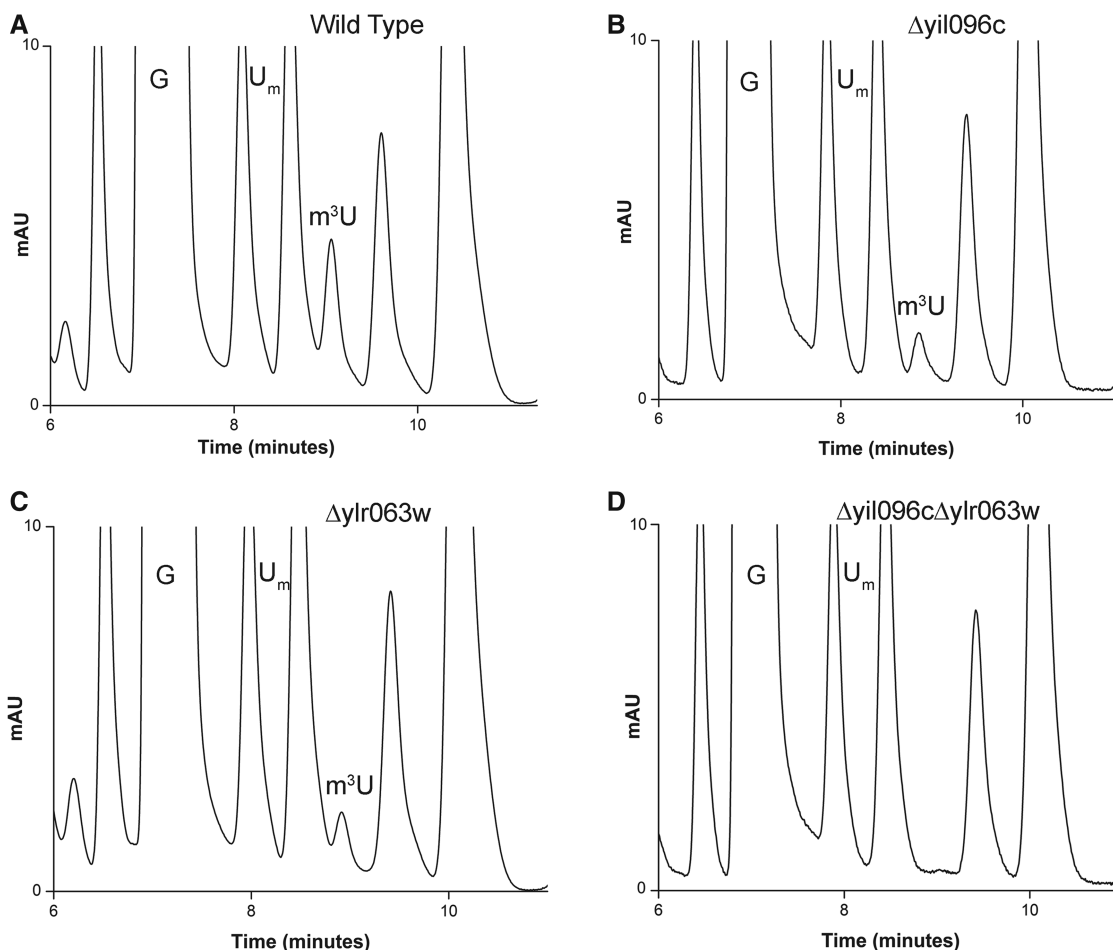 A
Wild Type
10
G
Um
m³U
mAU
0
6
8
10
Time (minutes)
B
Δyil096c
10
G
Um
m³U
mAU
0
6
8
10
Time (minutes)
C
Δylr063w
10
G
Um
m³U
mAU
0
6
8
10
Time (minutes)
D
Δyil096cΔylr063w
10
G
Um
mAU
0
6
8
10
Time (minutes)